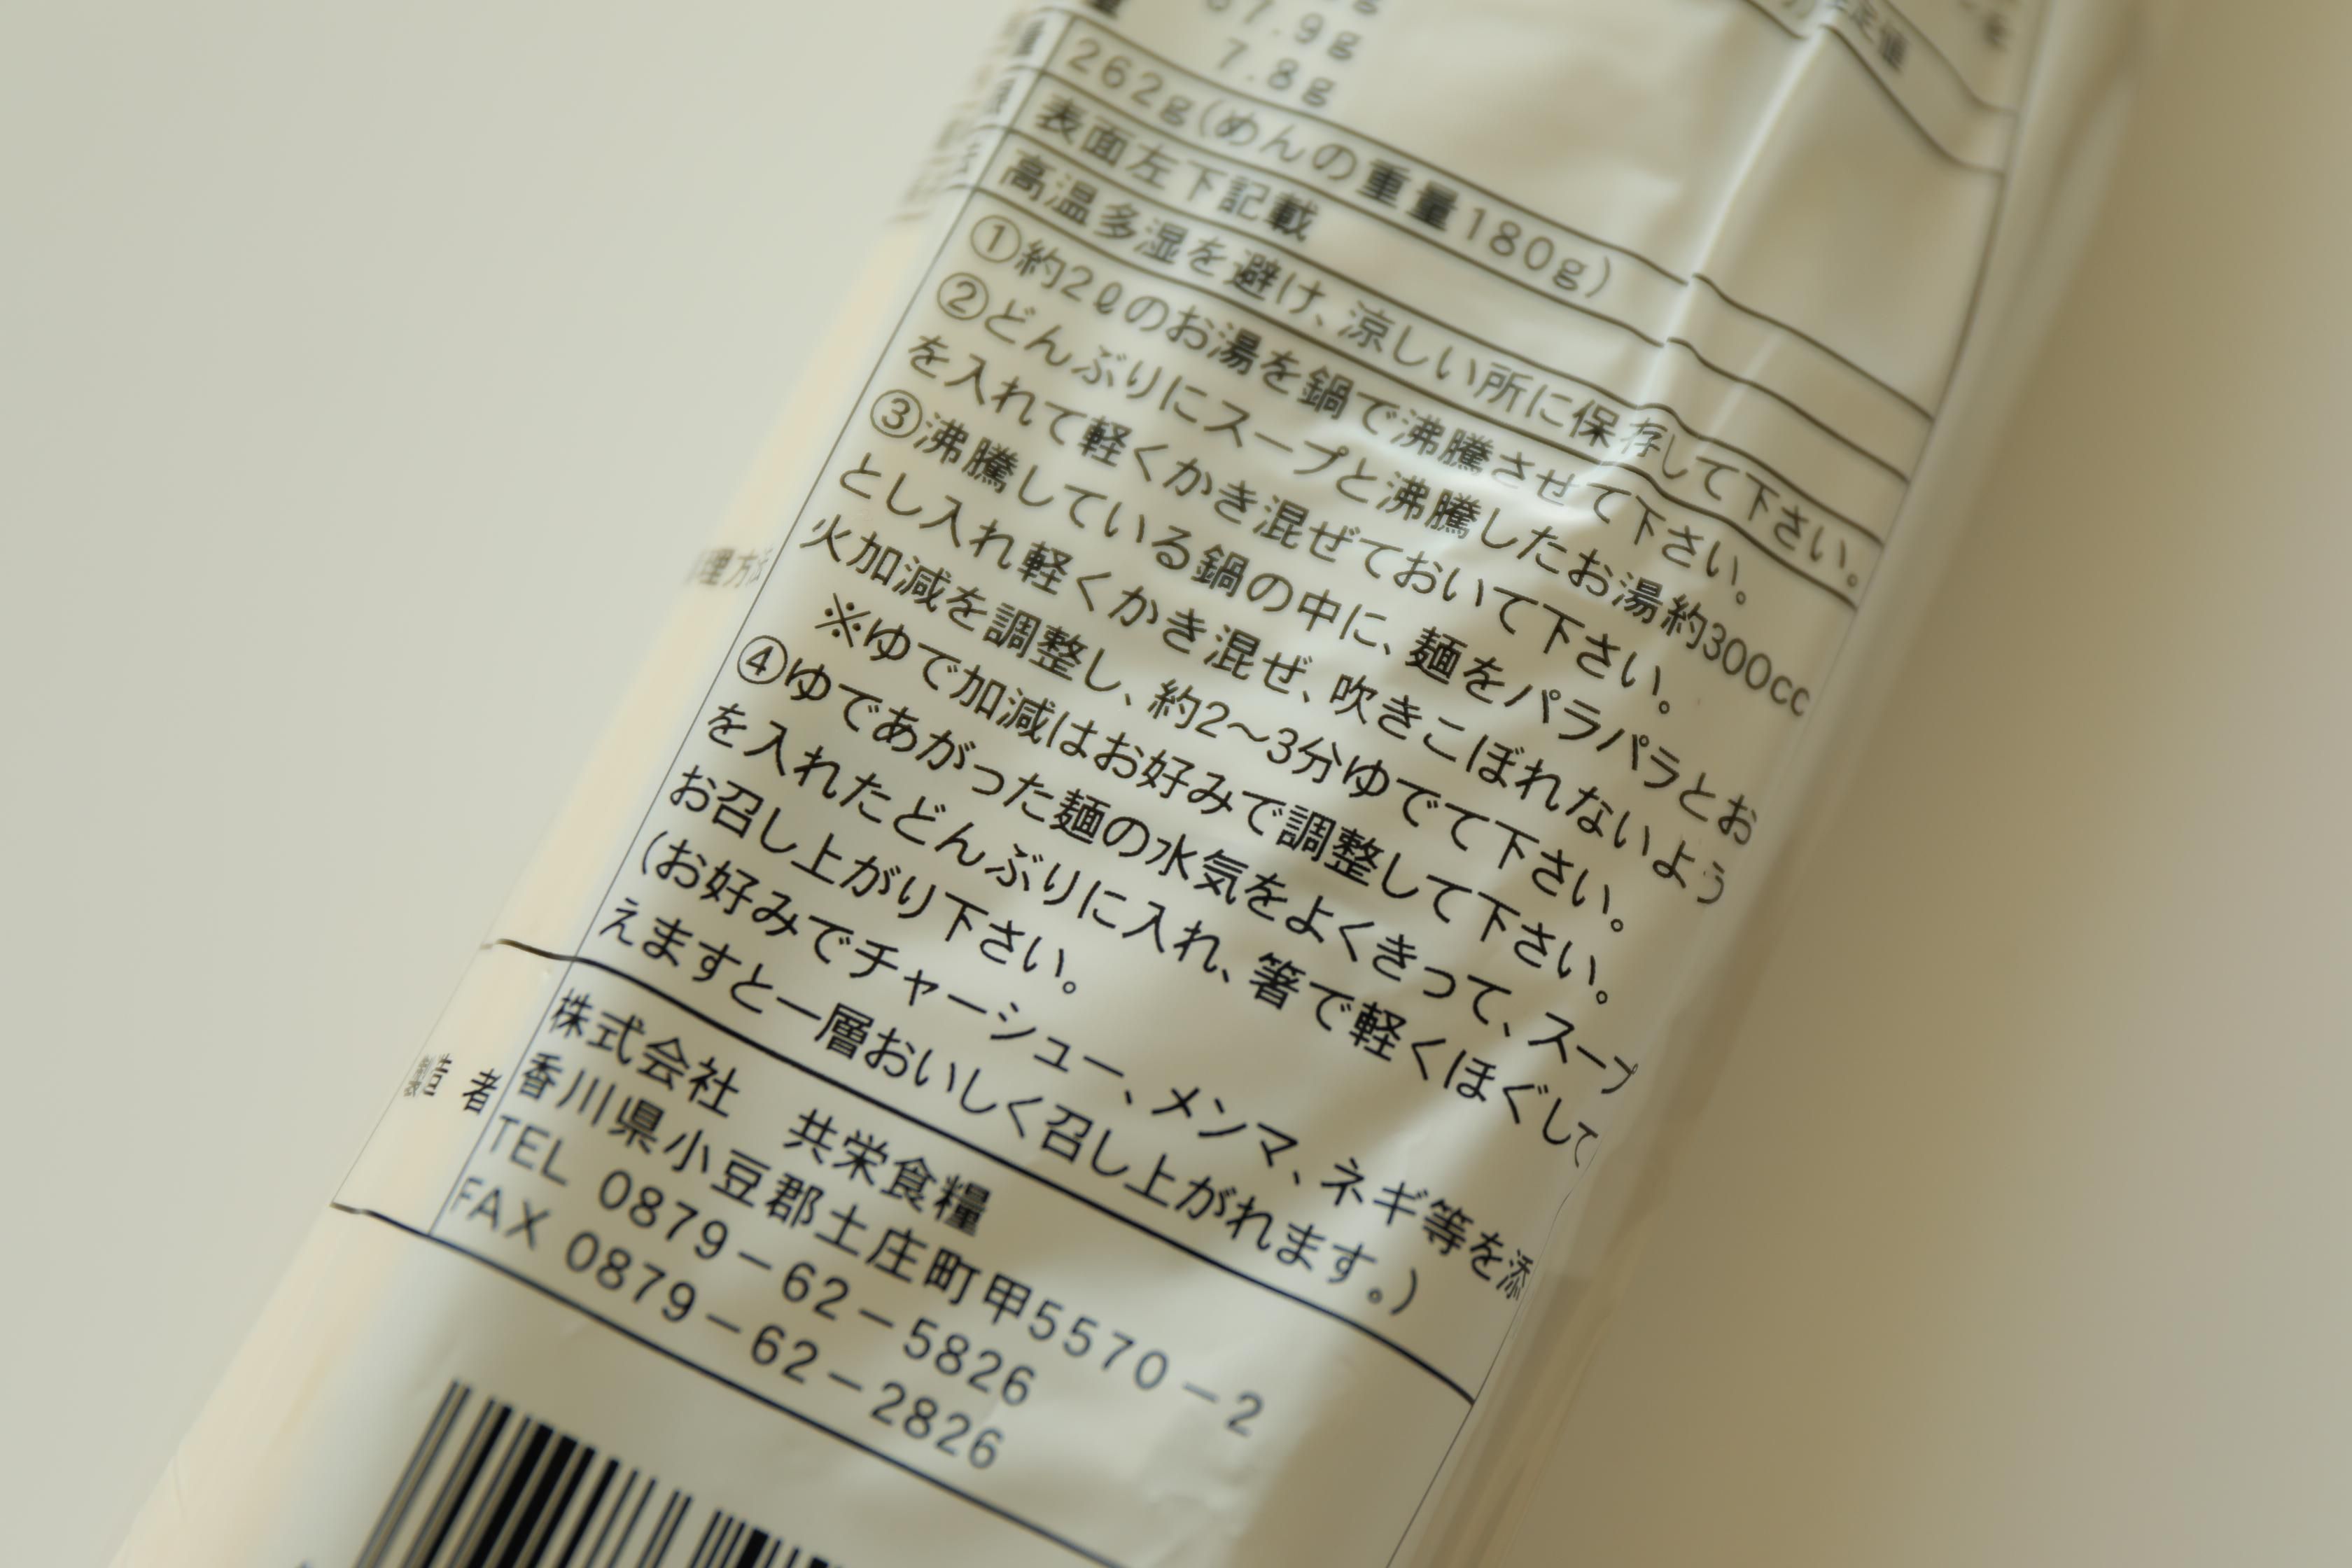 7.9g
7.8g
262g(めんの重量180g)
表面左下記載
高温多湿を避け、涼しい所に保存して下さい。
①約2ℓのお湯を鍋で沸騰させて下さい。
②どんぶりにスープと沸騰したお湯約300cc
を入れて軽くかき混ぜておいて下さい。
③沸騰している鍋の中に、麺をパラパラとお
とし入れ軽くかき混ぜ、吹きこぼれないよう
火加減を調整し、約2〜3分ゆでて下さい。
※ゆで加減はお好みで調整して下さい。
理方法
④ゆであがった麺の水気をよくきって、スープ
を入れたどんぶりに入れ、箸で軽くほぐして
お召し上がり下さい。
(お好みでチャーシュー、メンマ、ネギ等を添
えますと一層おいしく召し上がれます。)
製造者
株式会社 共栄食糧
香川県小豆郡土庄町甲5570-2
TEL 0879-62-5826
FAX 0879-62-2826